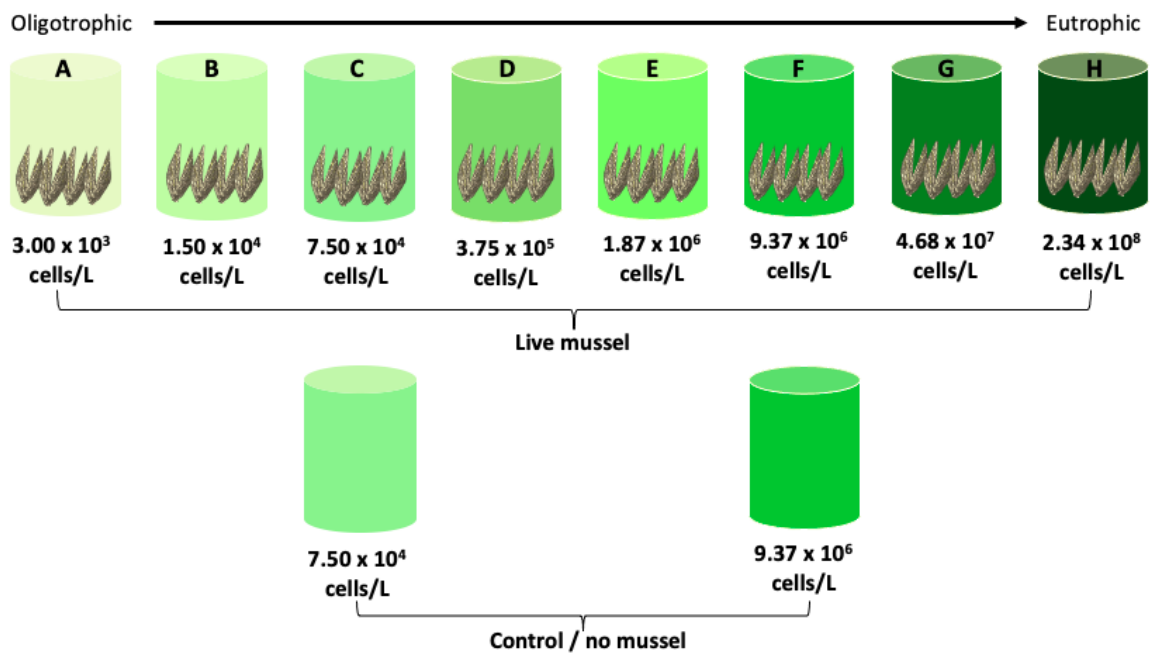 Oligotrophic Eutrophic
A B C D E F G H
3.00 x 10³ 1.50 x 10⁴ 7.50 x 10⁴ 3.75 x 10⁵ 1.87 x 10⁶ 9.37 x 10⁶ 4.68 x 10⁷ 2.34 x 10⁸
cells/L cells/L cells/L cells/L cells/L cells/L cells/L cells/L
Live mussel
7.50 x 10⁴ 9.37 x 10⁶
cells/L cells/L
Control / no mussel